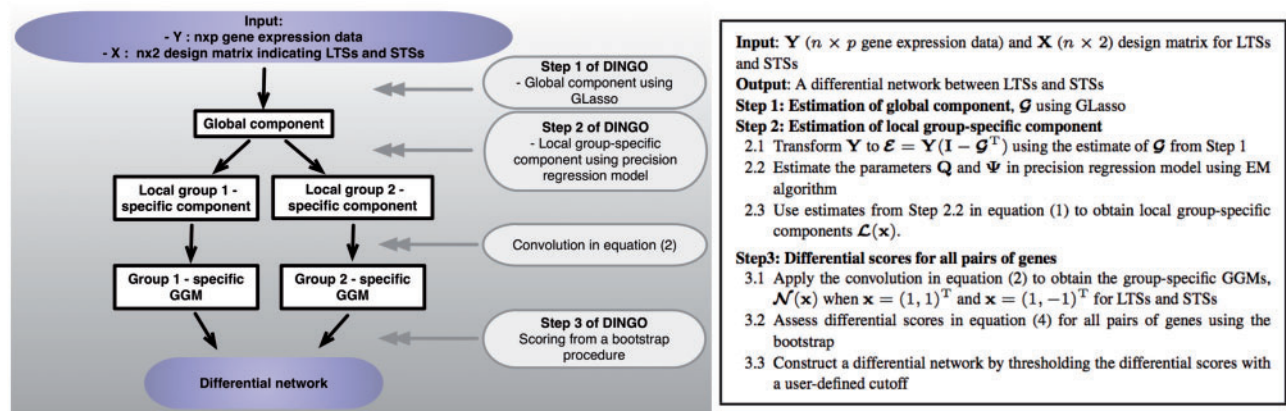 Input:
- Y : nxp gene expression data
- X : nx2 design matrix indicating LTSs and STSs
Step 1 of DINGO
- Global component using
GLasso
Global component
Step 2 of DINGO
- Local group-specific
component using precision
regression model
Local group 1 -
specific component
Local group 2 -
specific component
Convolution in equation (2)
Group 1 - specific
GGM
Group 2 - specific
GGM
Step 3 of DINGO
Scoring from a bootstrap
procedure
Differential network
Input: Y (n × p gene expression data) and X (n × 2) design matrix for LTSs
and STSs
Output: A differential network between LTSs and STSs
Step 1: Estimation of global component, 𝓖 using GLasso
Step 2: Estimation of local group-specific component
2.1 Transform Y to 𝓔 = Y(I − 𝓖ᵀ) using the estimate of 𝓖 from Step 1
2.2 Estimate the parameters Q and Ψ in precision regression model using EM
algorithm
2.3 Use estimates from Step 2.2 in equation (1) to obtain local group-specific
components 𝓛(x).
Step3: Differential scores for all pairs of genes
3.1 Apply the convolution in equation (2) to obtain the group-specific GGMs,
𝓝(x) when x = (1, 1)ᵀ and x = (1, −1)ᵀ for LTSs and STSs
3.2 Assess differential scores in equation (4) for all pairs of genes using the
bootstrap
3.3 Construct a differential network by thresholding the differential scores with
a user-defined cutoff